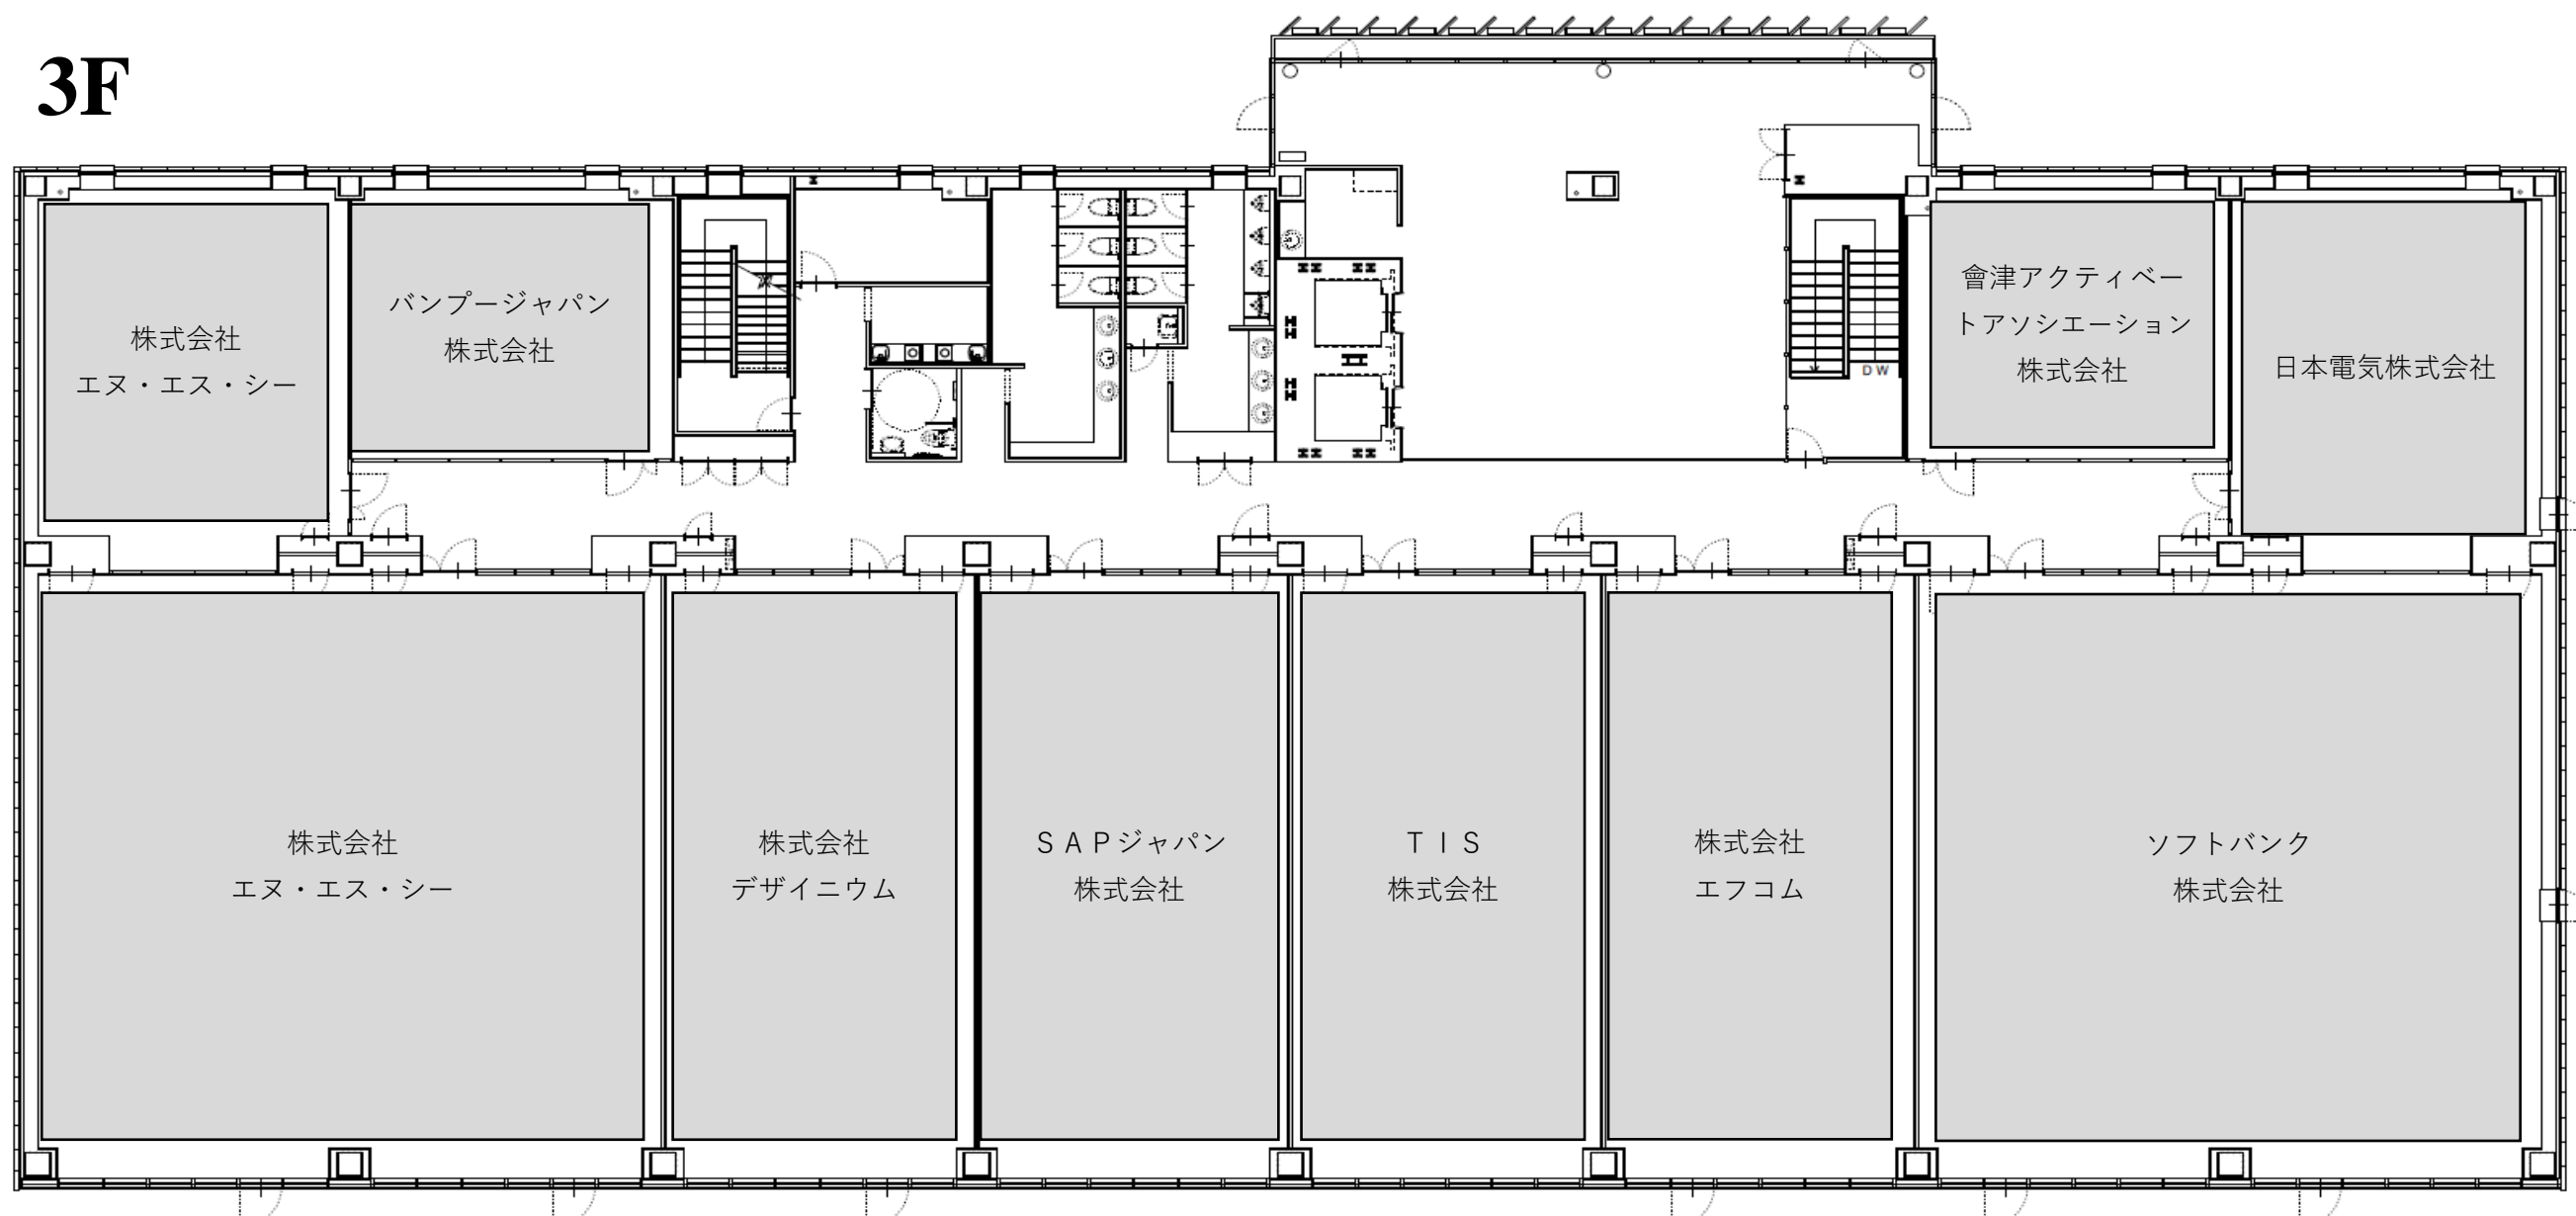 3F
株式会社
エヌ・エス・シー
バンプージャパン
株式会社
會津アクティベー
トアソシエーション
株式会社
日本電気株式会社
DW
株式会社
エヌ・エス・シー
株式会社
デザイニウム
ＳＡＰジャパン
株式会社
ＴＩＳ
株式会社
株式会社
エフコム
ソフトバンク
株式会社